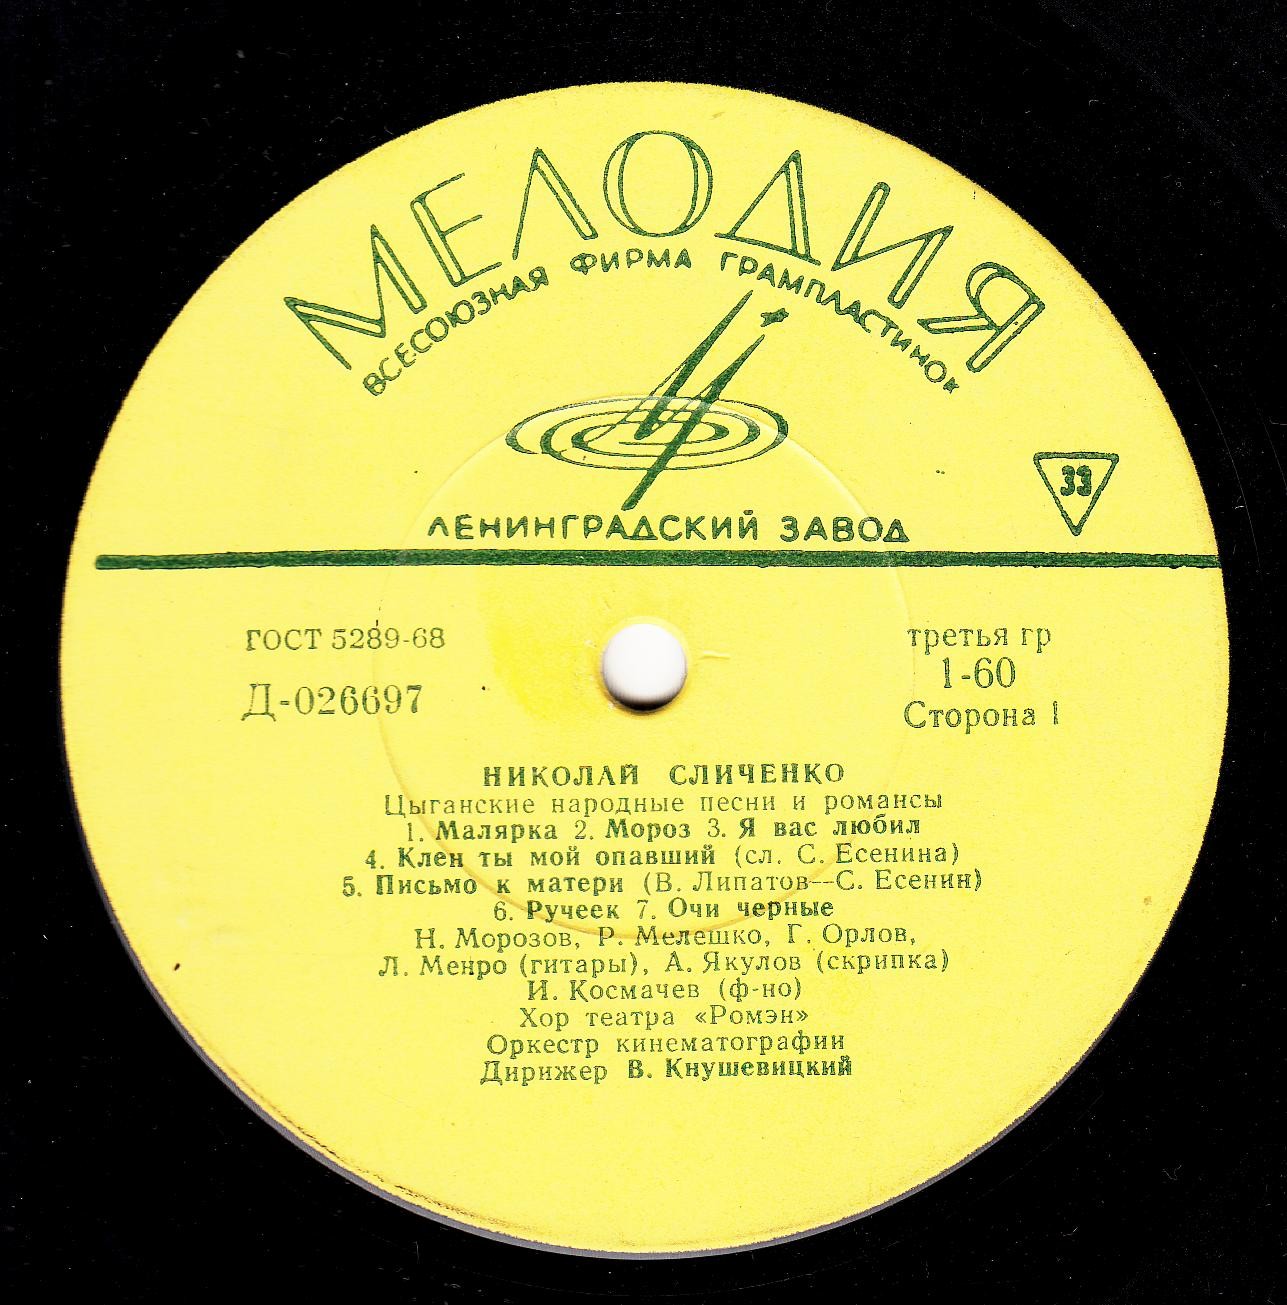 МЕЛОДИЯ
ВСЕСОЮЗНАЯ ФИРМА ГРАМПЛАСТИНОК
ЛЕНИНГРАДСКИЙ ЗАВОД
33
ГОСТ 5289-68
Д-026697
третья гр
1-60
Сторона 1
НИКОЛАЙ СЛИЧЕНКО
Цыганские народные песни и романсы
1. Малярка 2. Мороз 3. Я вас любил
4. Клен ты мой опавший (сл. С. Есенина)
5. Письмо к матери (В. Липатов—С. Есенин)
6. Ручеек 7. Очи черные
Н. Морозов, Р. Мелешко, Г. Орлов,
Л. Менро (гитары), А. Якулов (скрипка)
И. Космачев (ф-но)
Хор театра «Ромэн»
Оркестр кинематографии
Дирижер В. Кнушевицкий